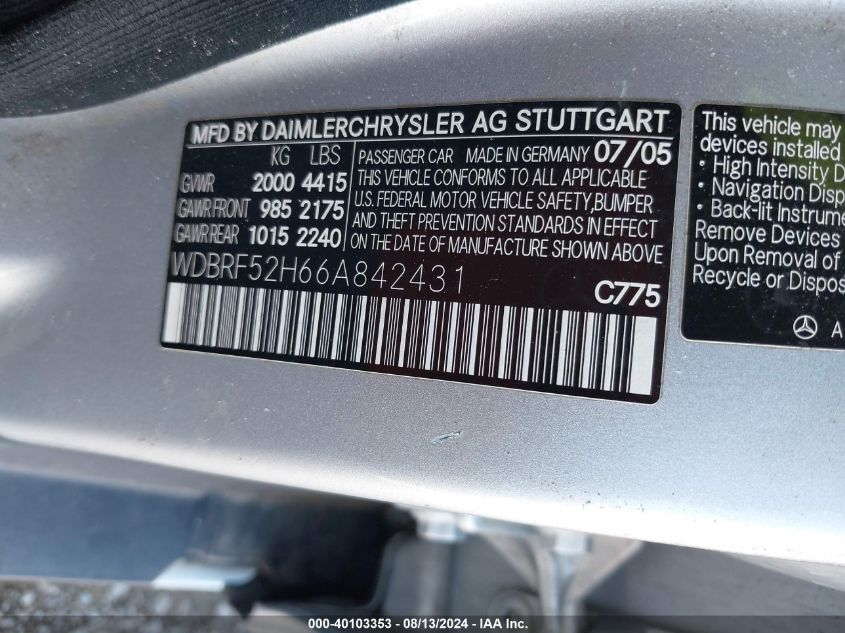 MFD BY DAIMLERCHRYSLER AG STUTTGART
KG LBS
GVWR 2000 4415
GAWR FRONT 985 2175
GAWR REAR 1015 2240
PASSENGER CAR MADE IN GERMANY 07/05
THIS VEHICLE CONFORMS TO ALL APPLICABLE
U.S. FEDERAL MOTOR VEHICLE SAFETY,BUMPER
AND THEFT PREVENTION STANDARDS IN EFFECT
ON THE DATE OF MANUFACTURE SHOWN ABOVE
WDBRF52H66A842431
C775
This vehicle may
devices installed
• High Intensity D
• Navigation Disp
• Back-lit Instrume
Remove Devices
Upon Removal of
Recycle or Dispos
A
000-40103353 - 08/13/2024 - IMPACT AUTO AUCTIONS INC.